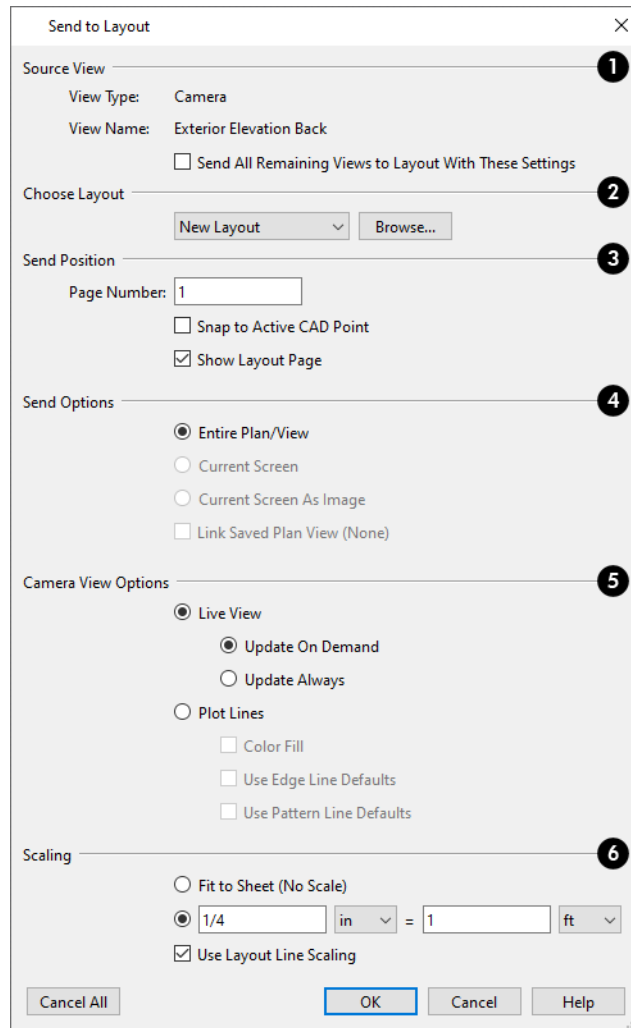 Send to Layout
Source View 1
View Type: Camera
View Name: Exterior Elevation Back
Send All Remaining Views to Layout With These Settings
Choose Layout 2
New Layout Browse...
Send Position 3
Page Number: 1
Snap to Active CAD Point
Show Layout Page
Send Options 4
Entire Plan/View
Current Screen
Current Screen As Image
Link Saved Plan View (None)
Camera View Options 5
Live View
Update On Demand
Update Always
Plot Lines
Color Fill
Use Edge Line Defaults
Use Pattern Line Defaults
Scaling 6
Fit to Sheet (No Scale)
1/4 in = 1 ft
Use Layout Line Scaling
Cancel All OK Cancel Help